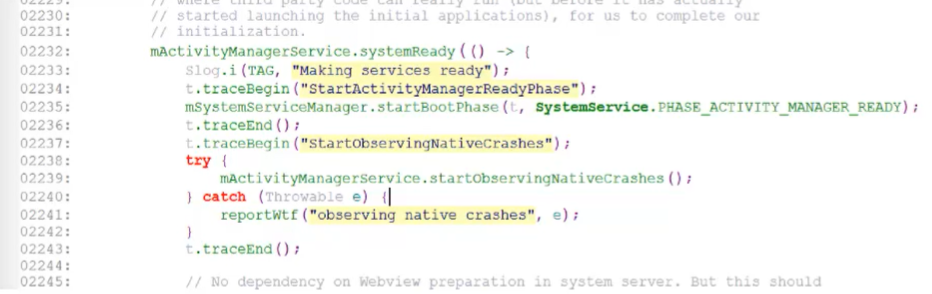 02229: // where third party code can really run (but before it has actually
02230: // started launching the initial applications), for us to complete our
02231: // initialization.
02232: mActivityManagerService.systemReady(() -> {
02233: Slog.i(TAG, "Making services ready");
02234: t.traceBegin("StartActivityManagerReadyPhase");
02235: mSystemServiceManager.startBootPhase(t, SystemService.PHASE_ACTIVITY_MANAGER_READY);
02236: t.traceEnd();
02237: t.traceBegin("StartObservingNativeCrashes");
02238: try {
02239: mActivityManagerService.startObservingNativeCrashes();
02240: } catch (Throwable e) {
02241: reportWtf("observing native crashes", e);
02242: }
02243: t.traceEnd();
02244:
02245: // No dependency on Webview preparation in system server. But this should